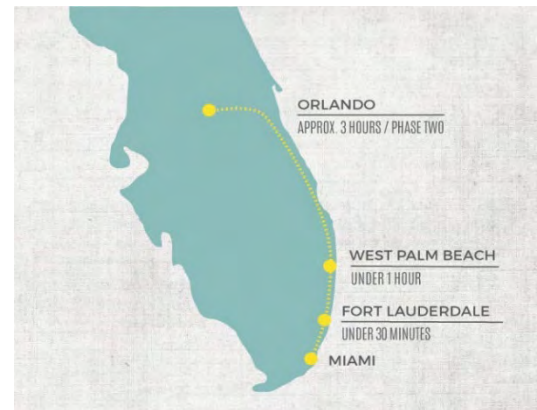 ORLANDO
APPROX. 3 HOURS / PHASE TWO
WEST PALM BEACH
UNDER 1 HOUR
FORT LAUDERDALE
UNDER 30 MINUTES
MIAMI